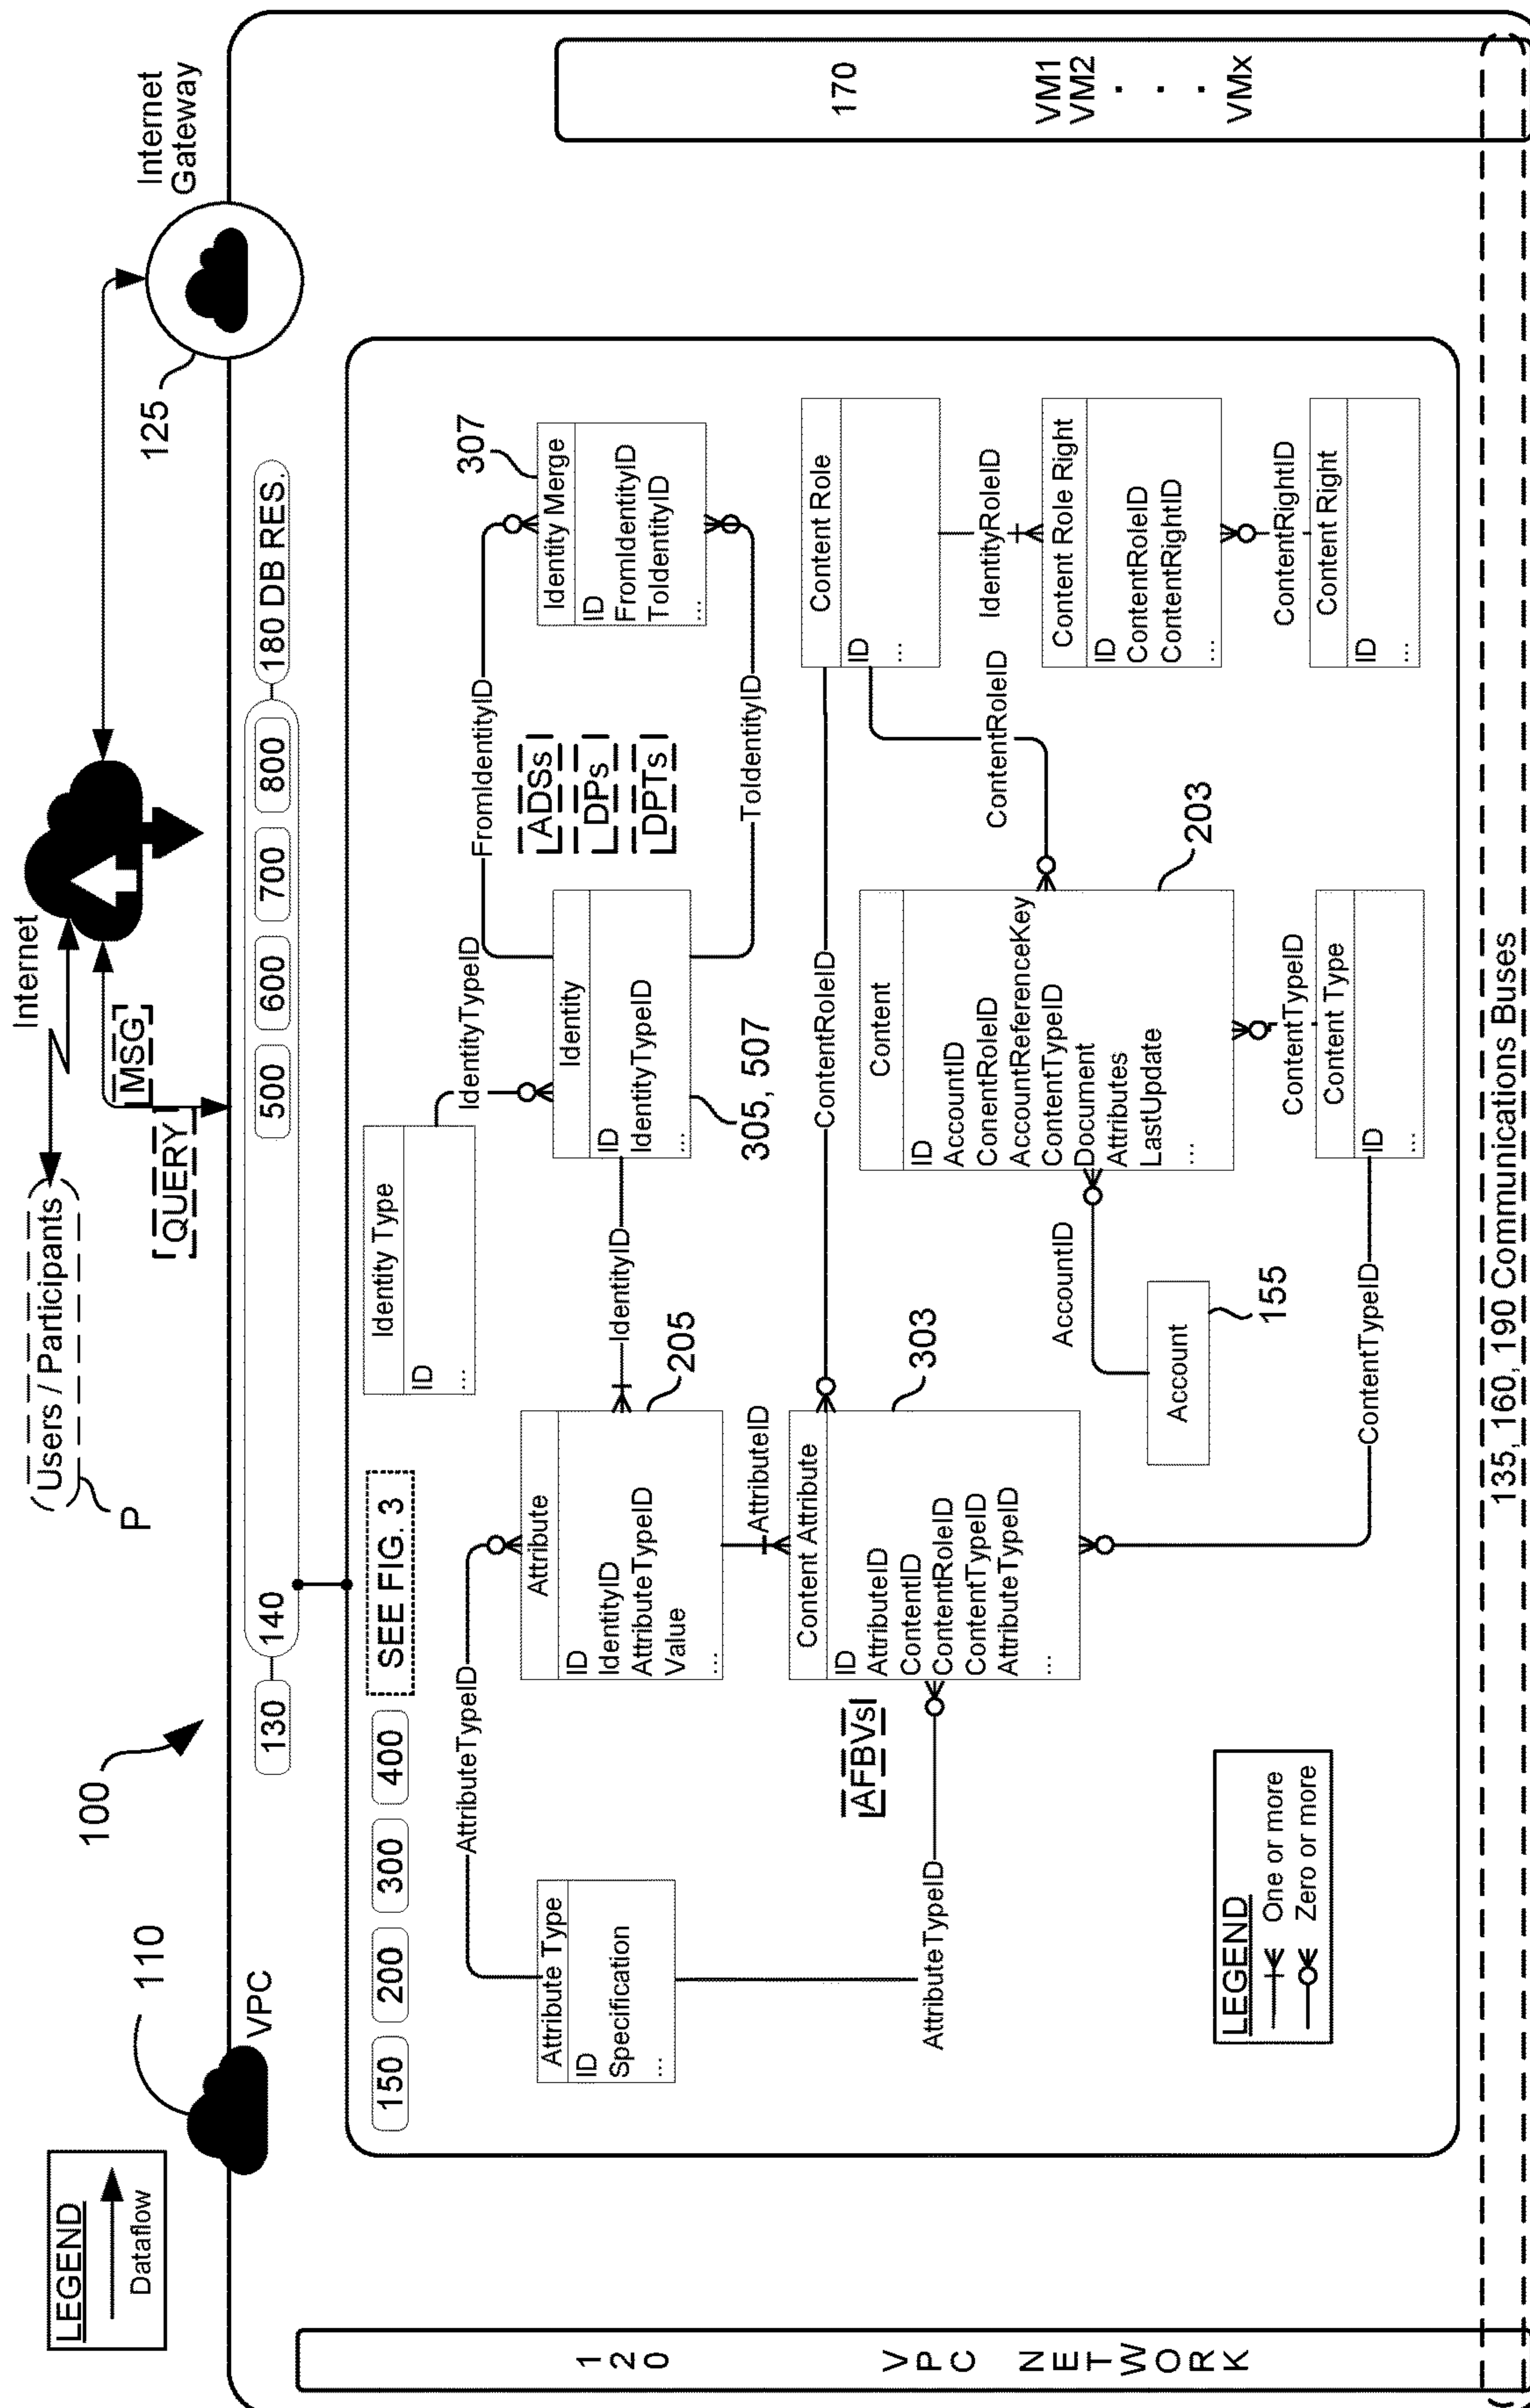 LEGEND
Dataflow
100
110
VPC
Users / Participants
P
Internet
MSG
QUERY
Internet
Gateway
125
130
140
500
600
700
800
180 DB RES.
120
VPC NETWORK
150
200
300
400
SEE FIG. 3
Identity Type
ID
...
IdentityTypeID
Identity
ID
IdentityTypeID
...
305, 507
FromIdentityID
ADSs
DPs
DPTs
ToIdentityID
Identity Merge
ID
FromIdentityID
ToIdentityID
...
307
Attribute Type
ID
Specification
...
AttributeTypeID
Attribute
ID
IdentityID
AttributeTypeID
Value
...
205
IdentityID
AttributeID
AFBVs
AttributeTypeID
Content Attribute
ID
AttributeID
ContentID
ContentRoleID
ContentTypeID
AttributeTypeID
...
303
ContentRoleID
Content
ID
AccountID
ConentRoleID
AccountReferenceKey
ContentTypeID
Document
Attributes
LastUpdate
...
203
AccountID
Account
155
ContentTypeID
ContentTypeID
Content Type
ID
...
ContentRoleID
Content Role
ID
...
IdentityRoleID
Content Role Right
ID
ContentRoleID
ContentRightID
...
ContentRightID
Content Right
ID
...
LEGEND
One or more
Zero or more
170
VM1
VM2
.
.
.
VMx
135, 160, 190 Communications Buses